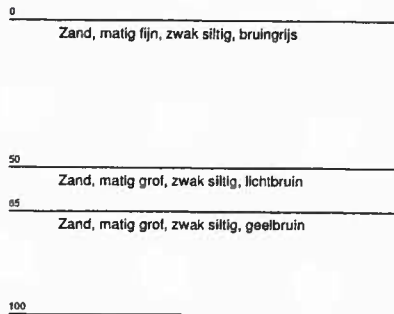 0
Zand, matig fijn, zwak siltig, bruingrijs
50
Zand, matig grof, zwak siltig, lichtbruin
65
Zand, matig grof, zwak siltig, geelbruin
100